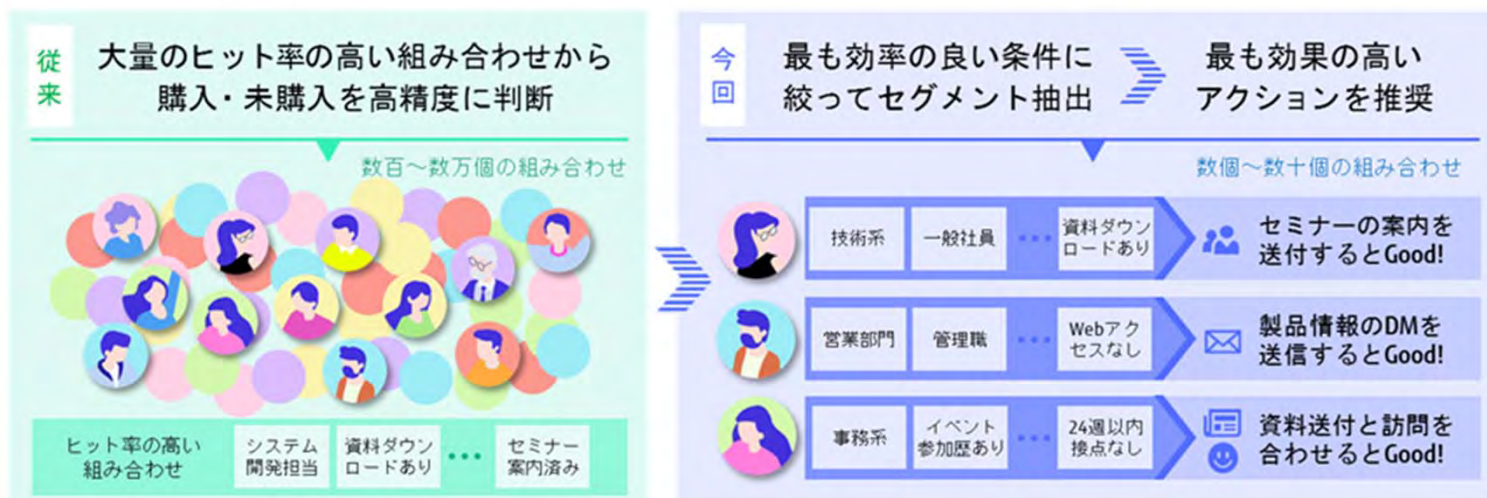 従来
大量のヒット率の高い組み合わせから
購入・未購入を高精度に判断
数百～数万個の組み合わせ
ヒット率の高い
組み合わせ
システム
開発担当
資料ダウン
ロードあり
•••
セミナー
案内済み
今回
最も効率の良い条件に
絞ってセグメント抽出
最も効果の高い
アクションを推奨
数個～数十個の組み合わせ
技術系
一般社員
•••
資料ダウン
ロードあり
セミナーの案内を
送付するとGood!
営業部門
管理職
•••
Webアク
セスなし
製品情報のDMを
送信するとGood!
事務系
イベント
参加歴あり
•••
24週以内
接点なし
資料送付と訪問を
合わせるとGood!